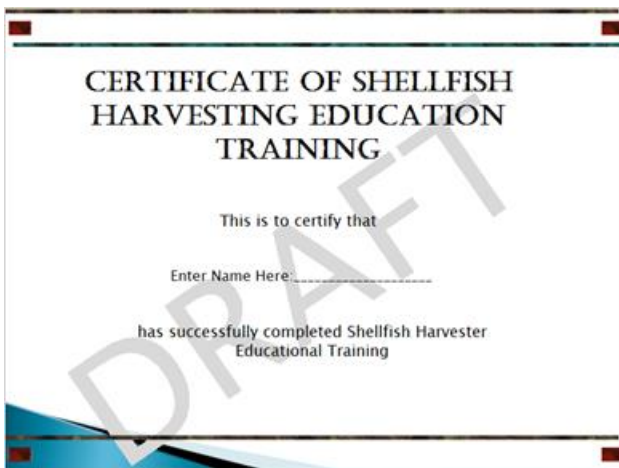 CERTIFICATE OF SHELLFISH
HARVESTING EDUCATION
TRAINING
This is to certify that
Enter Name Here:____________________
has successfully completed Shellfish Harvester
Educational Training
DRAFT